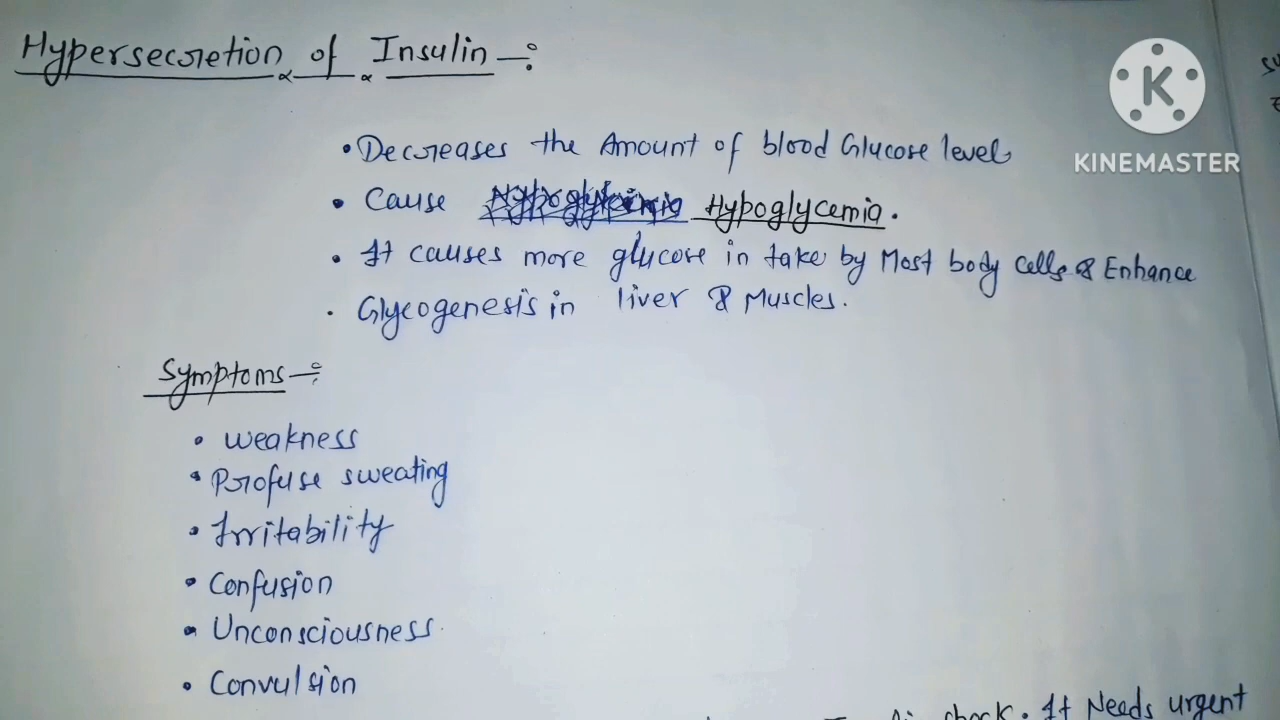 Hypersecretion of Insulin :
• Decreases the Amount of blood Glucose level
• Cause Hypoglycemia.
• It causes more glucose in take by Most body Cells & Enhance
• Glycogenesis in liver & Muscles.
Symptoms :
• Weakness
• Profuse sweating
• Irritability
• Confusion
• Unconsciousness
• Convulsion
shock. It Needs urgent
K
KINEMASTER